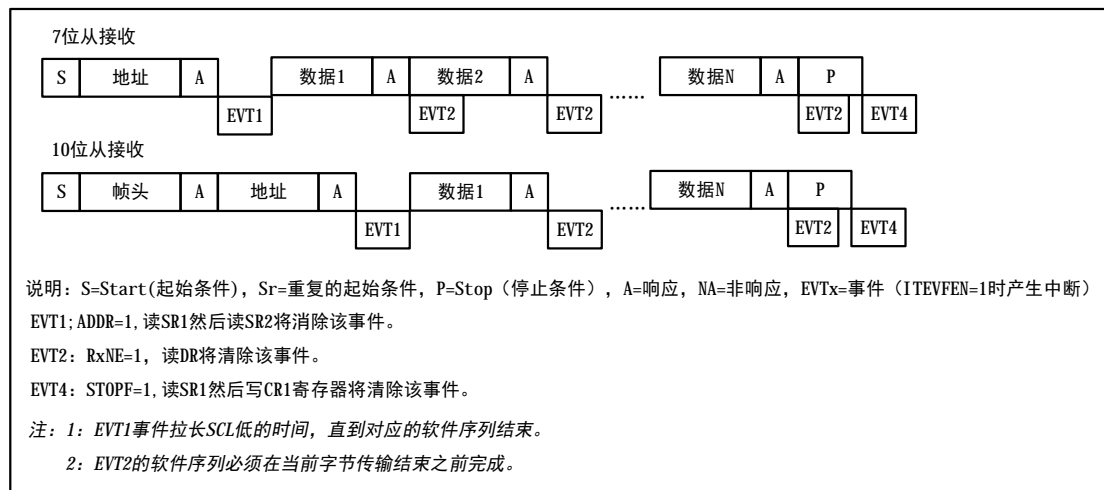 7位从接收
S 地址 A 数据1 A 数据2 A 数据N A P
EVT1 EVT2 EVT2 …… EVT2 EVT4
10位从接收
S 帧头 A 地址 A 数据1 A 数据N A P
EVT1 EVT2 …… EVT2 EVT4
说明：S=Start(起始条件)，Sr=重复的起始条件，P=Stop（停止条件），A=响应，NA=非响应，EVTx=事件（ITEVFEN=1时产生中断）
EVT1;ADDR=1,读SR1然后读SR2将消除该事件。
EVT2：RxNE=1，读DR将清除该事件。
EVT4：STOPF=1,读SR1然后写CR1寄存器将清除该事件。
注：1：EVT1事件拉长SCL低的时间，直到对应的软件序列结束。
2：EVT2的软件序列必须在当前字节传输结束之前完成。